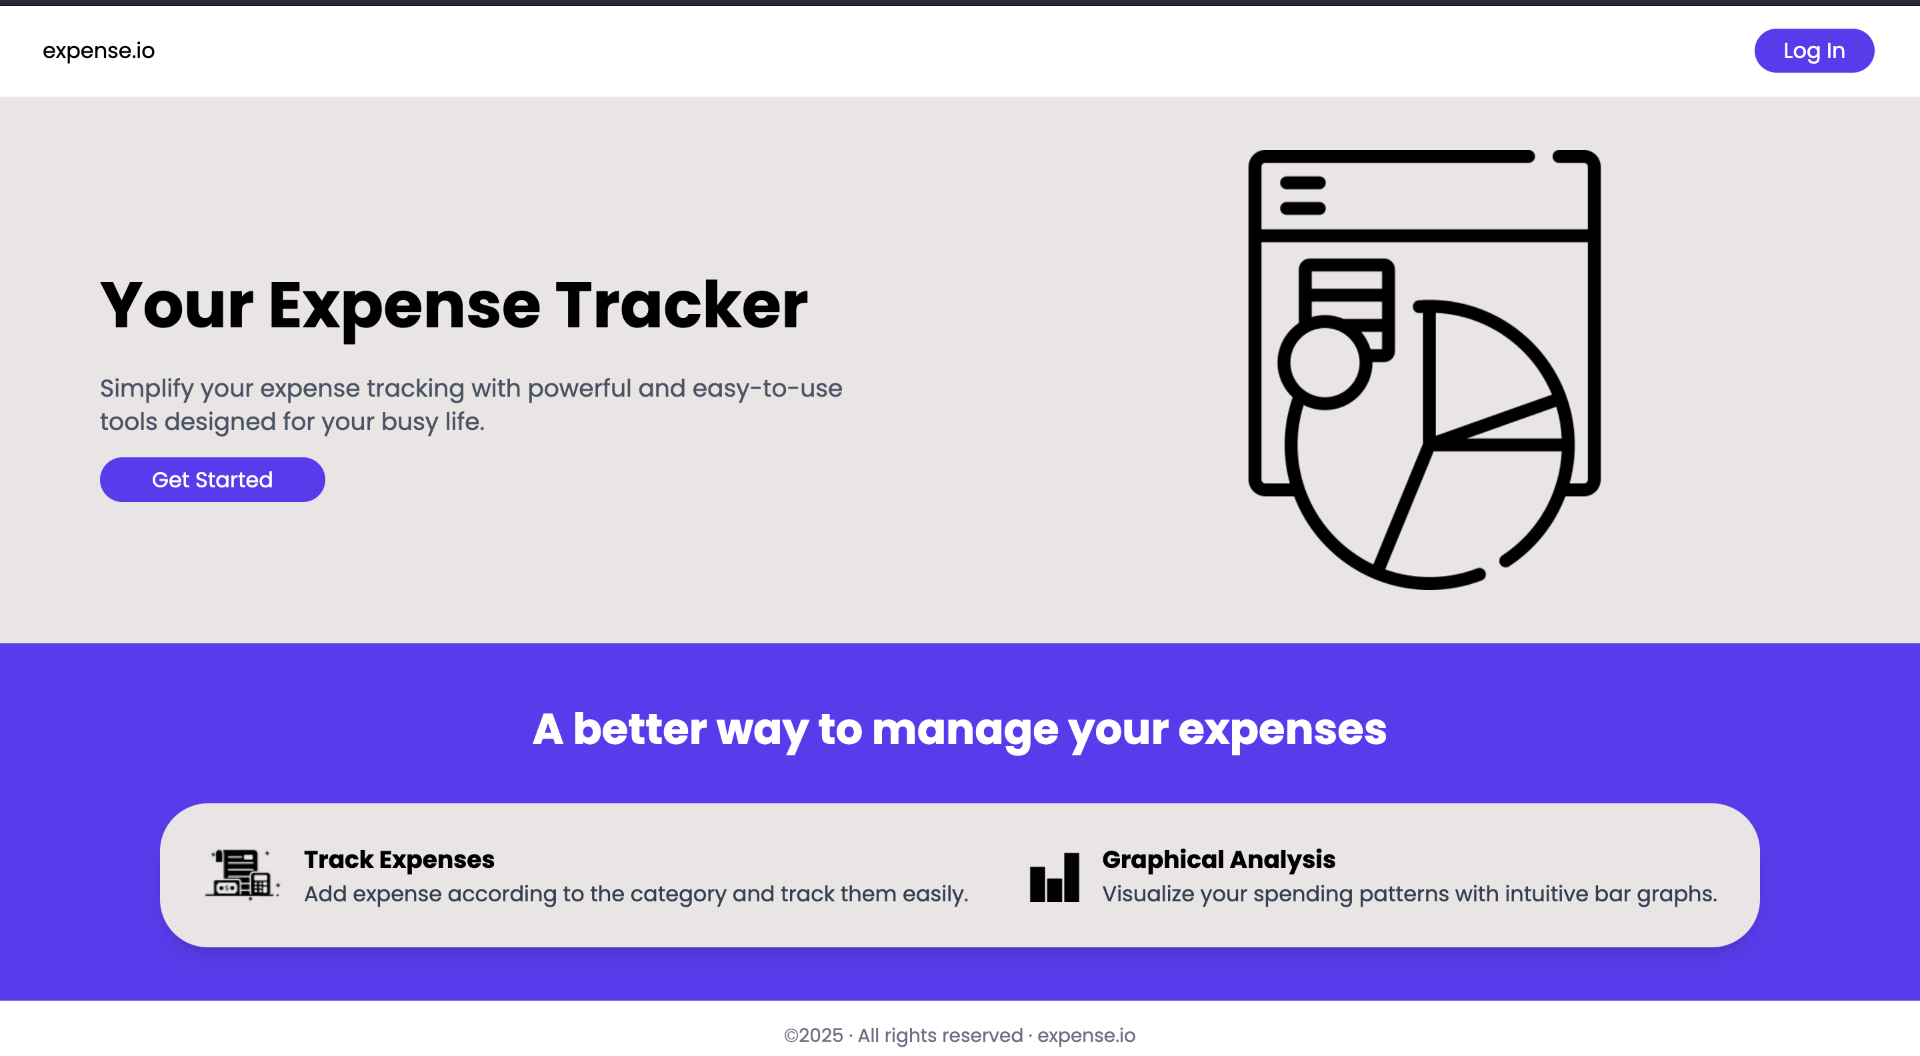 expense.io
Log In
Your Expense Tracker
Simplify your expense tracking with powerful and easy-to-use
tools designed for your busy life.
Get Started
A better way to manage your expenses
Track Expenses
Add expense according to the category and track them easily.
Graphical Analysis
Visualize your spending patterns with intuitive bar graphs.
©2025 · All rights reserved · expense.io